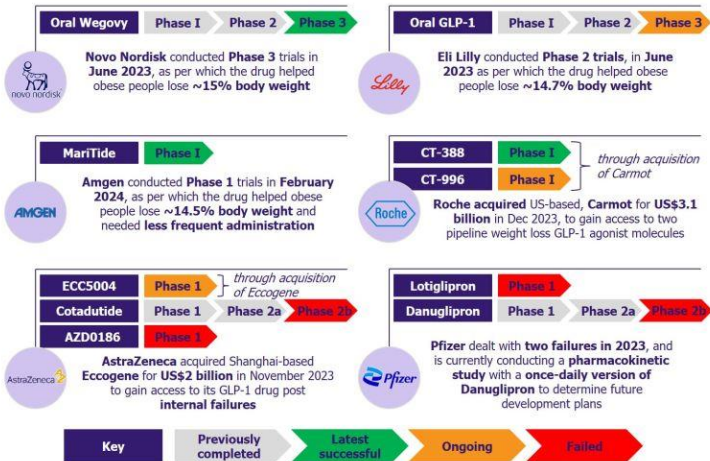 Oral Wegovy Phase I Phase 2 Phase 3
Novo Nordisk conducted Phase 3 trials in
June 2023, as per which the drug helped
obese people lose ~15% body weight
novo nordisk®
Oral GLP-1 Phase I Phase 2 Phase 3
Eli Lilly conducted Phase 2 trials, in June
2023 as per which the drug helped obese
people lose ~14.7% body weight
Lilly
MariTide Phase I
Amgen conducted Phase 1 trials in February
2024, as per which the drug helped obese
people lose ~14.5% body weight and
needed less frequent administration
AMGEN
CT-388 Phase I
CT-996 Phase I
through acquisition
of Carmot
Roche acquired US-based, Carmot for US$3.1
billion in Dec 2023, to gain access to two
pipeline weight loss GLP-1 agonist molecules
Roche
ECC5004 Phase 1 through acquisition
of Eccogene
Cotadutide Phase 1 Phase 2a Phase 2b
AZD0186 Phase 1
AstraZeneca acquired Shanghai-based
Eccogene for US$2 billion in November 2023
to gain access to its GLP-1 drug post
internal failures
AstraZeneca
Lotiglipron Phase 1
Danuglipron Phase 1 Phase 2a Phase 2b
Pfizer dealt with two failures in 2023, and
is currently conducting a pharmacokinetic
study with a once-daily version of
Danuglipron to determine future
development plans
Pfizer
Key Previously
completed
Latest
successful
Ongoing
Failed